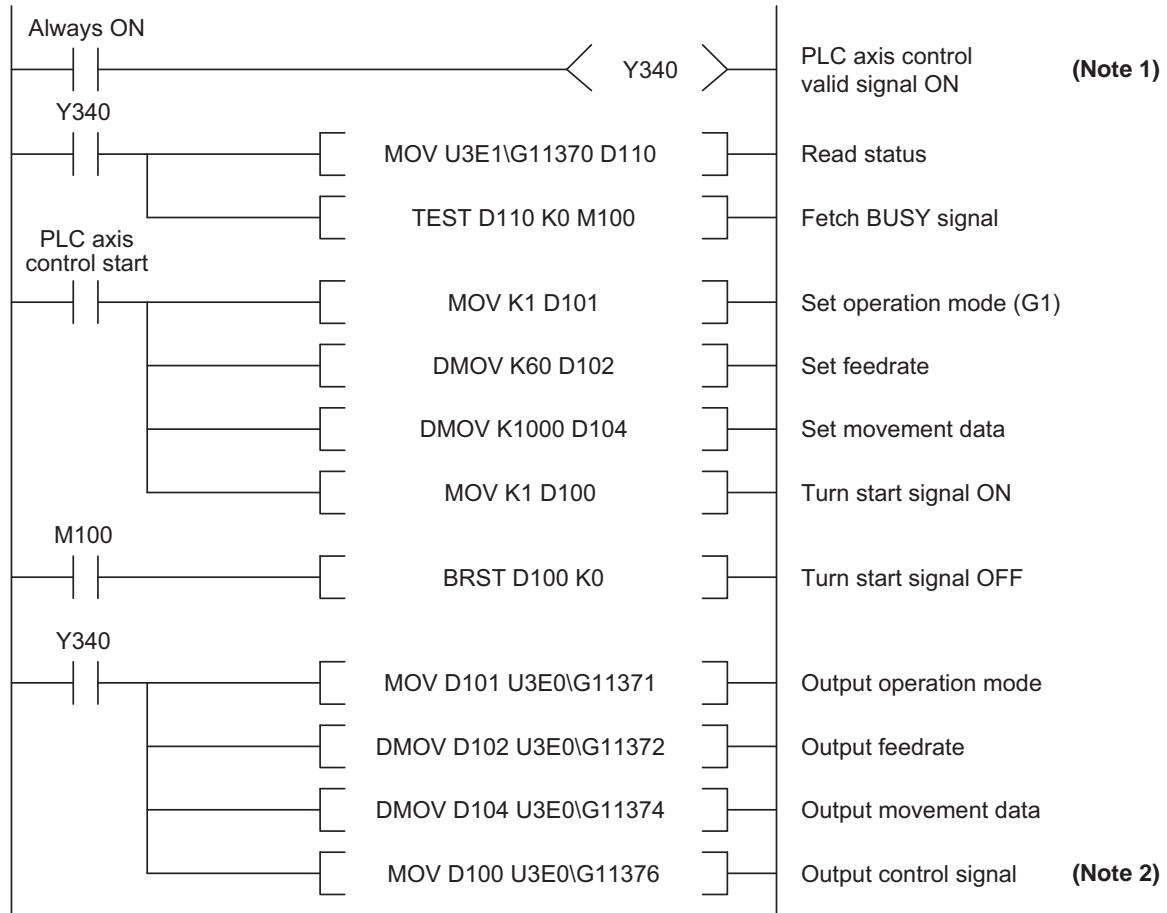 Always ON
Y340
PLC axis control
valid signal ON
(Note 1)
Y340
MOV U3E1\G11370 D110
Read status
TEST D110 K0 M100
Fetch BUSY signal
PLC axis
control start
MOV K1 D101
Set operation mode (G1)
DMOV K60 D102
Set feedrate
DMOV K1000 D104
Set movement data
MOV K1 D100
Turn start signal ON
M100
BRST D100 K0
Turn start signal OFF
Y340
MOV D101 U3E0\G11371
Output operation mode
DMOV D102 U3E0\G11372
Output feedrate
DMOV D104 U3E0\G11374
Output movement data
MOV D100 U3E0\G11376
Output control signal
(Note 2)